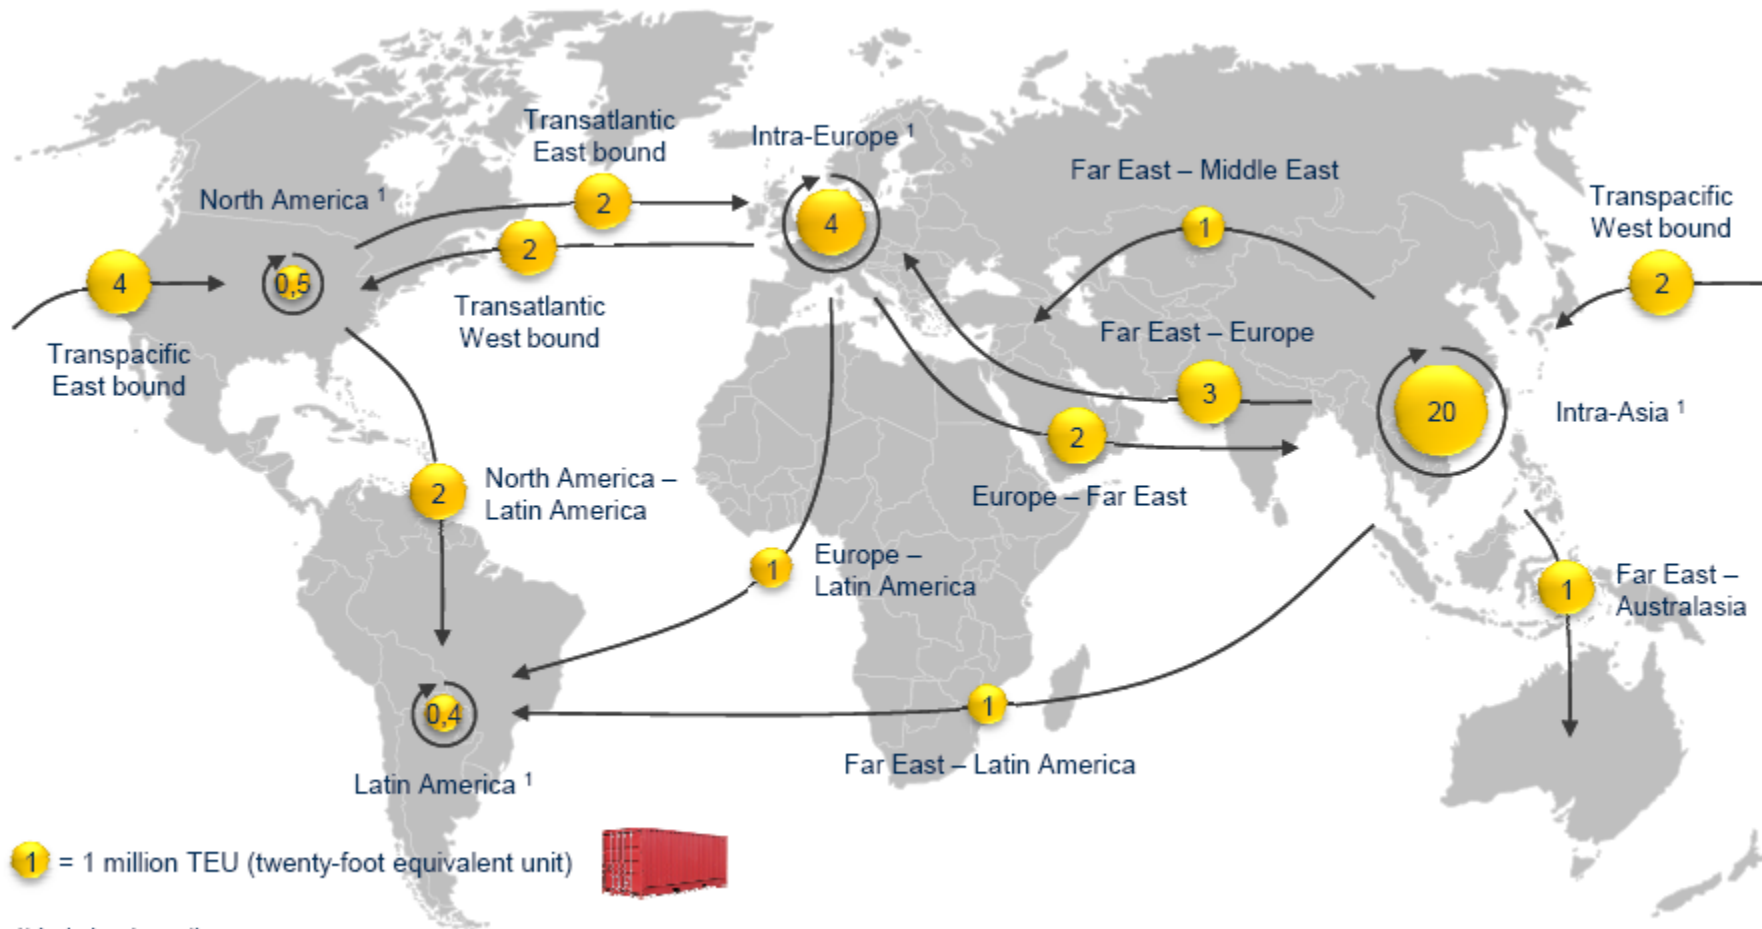 Transatlantic
East bound
2
Intra-Europe 1
4
Far East – Middle East
1
Transpacific
West bound
2
North America 1
0,5
4
Transpacific
East bound
2
Transatlantic
West bound
Far East – Europe
3
20
Intra-Asia 1
2
Europe – Far East
2
North America –
Latin America
1
Europe –
Latin America
1
Far East –
Australasia
0,4
Latin America 1
1
Far East – Latin America
1 = 1 million TEU (twenty-foot equivalent unit)